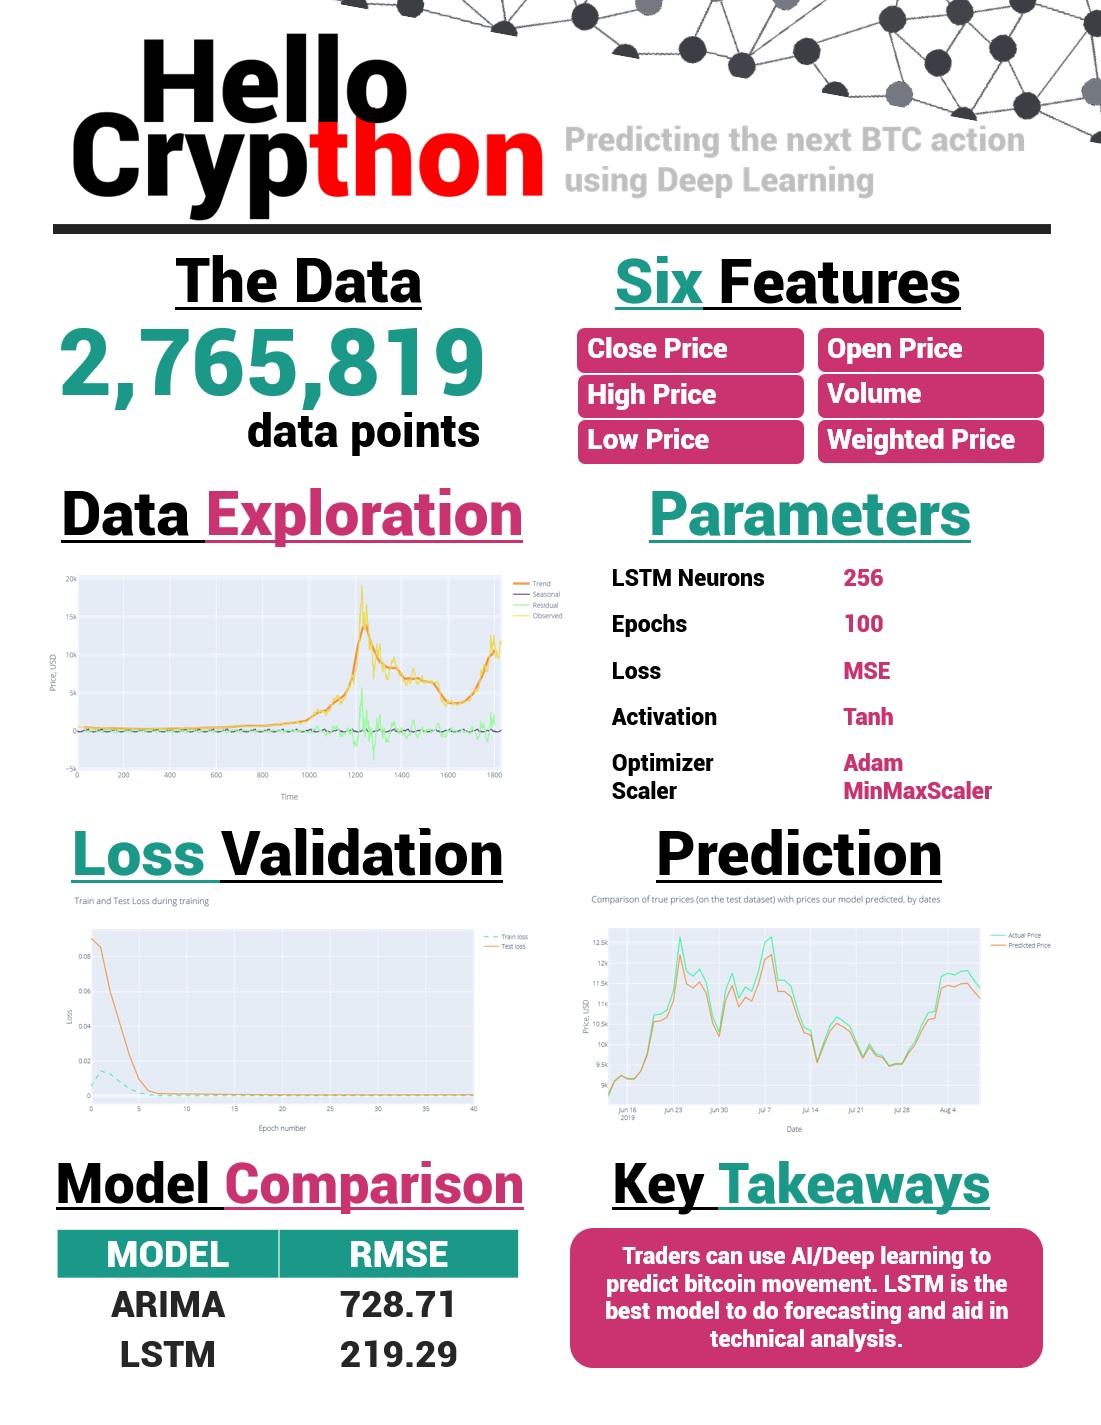 Hello
Crypthon
Predicting the next BTC action
using Deep Learning
The Data
2,765,819
data points
Six Features
Close Price
Open Price
High Price
Volume
Low Price
Weighted Price
Data Exploration
20k
15k
10k
5k
0
−5k
Price, USD
0 200 400 600 800 1000 1200 1400 1600 1800
Time
Trend
Seasonal
Residual
Observed
Parameters
LSTM Neurons 256
Epochs 100
Loss MSE
Activation Tanh
Optimizer Adam
Scaler MinMaxScaler
Loss Validation
Train and Test Loss during training
0.08
0.06
0.04
0.02
0
Loss
0 5 10 15 20 25 30 35 40
Epoch number
Train loss
Test loss
Prediction
Comparison of true prices (on the test dataset) with prices our model predicted, by dates
12.5k
12k
11.5k
11k
10.5k
10k
9.5k
9k
Price, USD
Jun 16 Jun 23 Jun 30 Jul 7 Jul 14 Jul 21 Jul 28 Aug 4
2019
Date
Actual Price
Predicted Price
Model Comparison
MODEL RMSE
ARIMA 728.71
LSTM 219.29
Key Takeaways
Traders can use AI/Deep learning to
predict bitcoin movement. LSTM is the
best model to do forecasting and aid in
technical analysis.